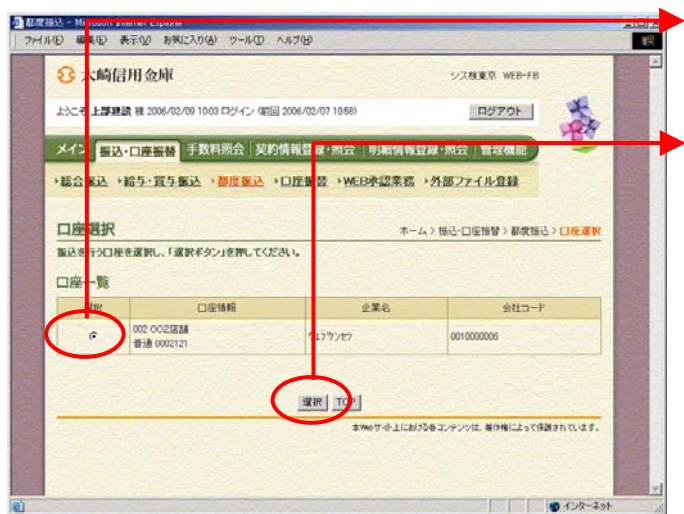 都度振込 - Microsoft Internet Explorer
ファイル(F) 編集(E) 表示(V) お気に入り(A) ツール(T) ヘルプ(H)
大崎信用金庫
シス検東京 WEB-FB
ようこそ 上部建設 様 2006/02/09 10:03 ログイン (前回 2006/02/07 10:58)
ログアウト
メイン 振込・口座振替 手数料照会 契約情報登録・照会 明細情報登録・照会 管理機能
総合振込 給与・賞与振込 都度振込 口座振替 WEB承認業務 外部ファイル登録
口座選択
ホーム > 振込・口座振替 > 都度振込 > 口座選択
振込を行う口座を選択し、「選択ボタン」を押してください。
口座一覧
選択 口座情報 企業名 会社コード
002 002店舗
普通 0002121
0010000006
選択 TOP
本Webサイト上における各コンテンツは、著作権によって保護されています。
インターネット